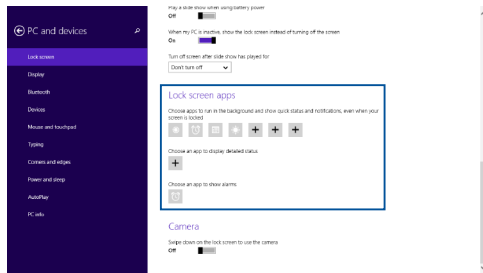 PC and devices
Lock screen
Display
Bluetooth
Devices
Mouse and touchpad
Typing
Corners and edges
Power and sleep
AutoPlay
PC info
Play a slide show when using battery power
Off
When my PC is inactive, show the lock screen instead of turning off the screen
On
Turn off screen after slide show has played for
Don't turn off
Lock screen apps
Choose apps to run in the background and show quick status and notifications, even when your
screen is locked
Choose an app to display detailed status
Choose an app to show alarms
Camera
Swipe down on the lock screen to use the camera
Off